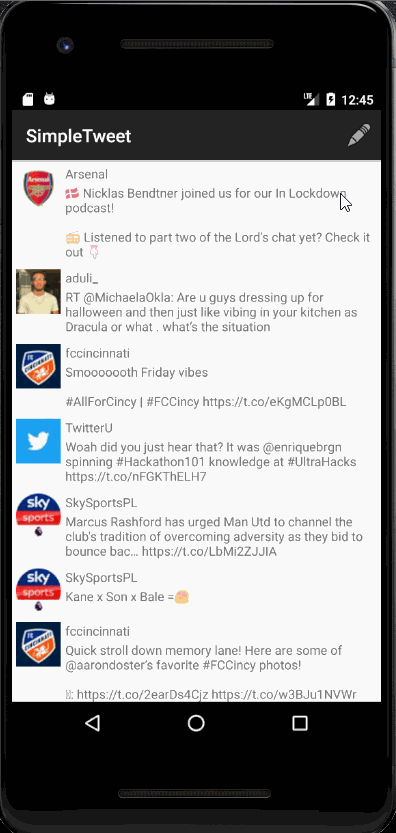 LTE 12:45
SimpleTweet
Arsenal
🇩🇰 Nicklas Bendtner joined us for our In Lockdown
podcast!
📻 Listened to part two of the Lord's chat yet? Check it
out 👇
aduli_
RT @MichaelaOkla: Are u guys dressing up for
halloween and then just like vibing in your kitchen as
Dracula or what . what's the situation
fccincinnati
Smooooooth Friday vibes
#AllForCincy | #FCCincy https://t.co/eKgMCLp0BL
TwitterU
Woah did you just hear that? It was @enriquebrgn
spinning #Hackathon101 knowledge at #UltraHacks
https://t.co/nFGKThELH7
SkySportsPL
Marcus Rashford has urged Man Utd to channel the
club's tradition of overcoming adversity as they bid to
bounce bac... https://t.co/LbMi2ZJJIA
sky
sports
SkySportsPL
Kane x Son x Bale =
sky
sports
fccincinnati
Quick scroll down memory lane! Here are some of
@aarondoster's favorite #FCCincy photos!
: https://t.co/2earDs4Cjz https://t.co/w3BJu1NVWr